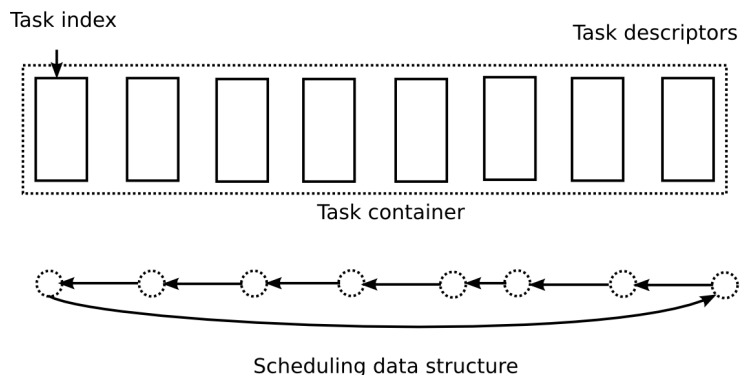 Task index
Task descriptors
Task container
Scheduling data structure